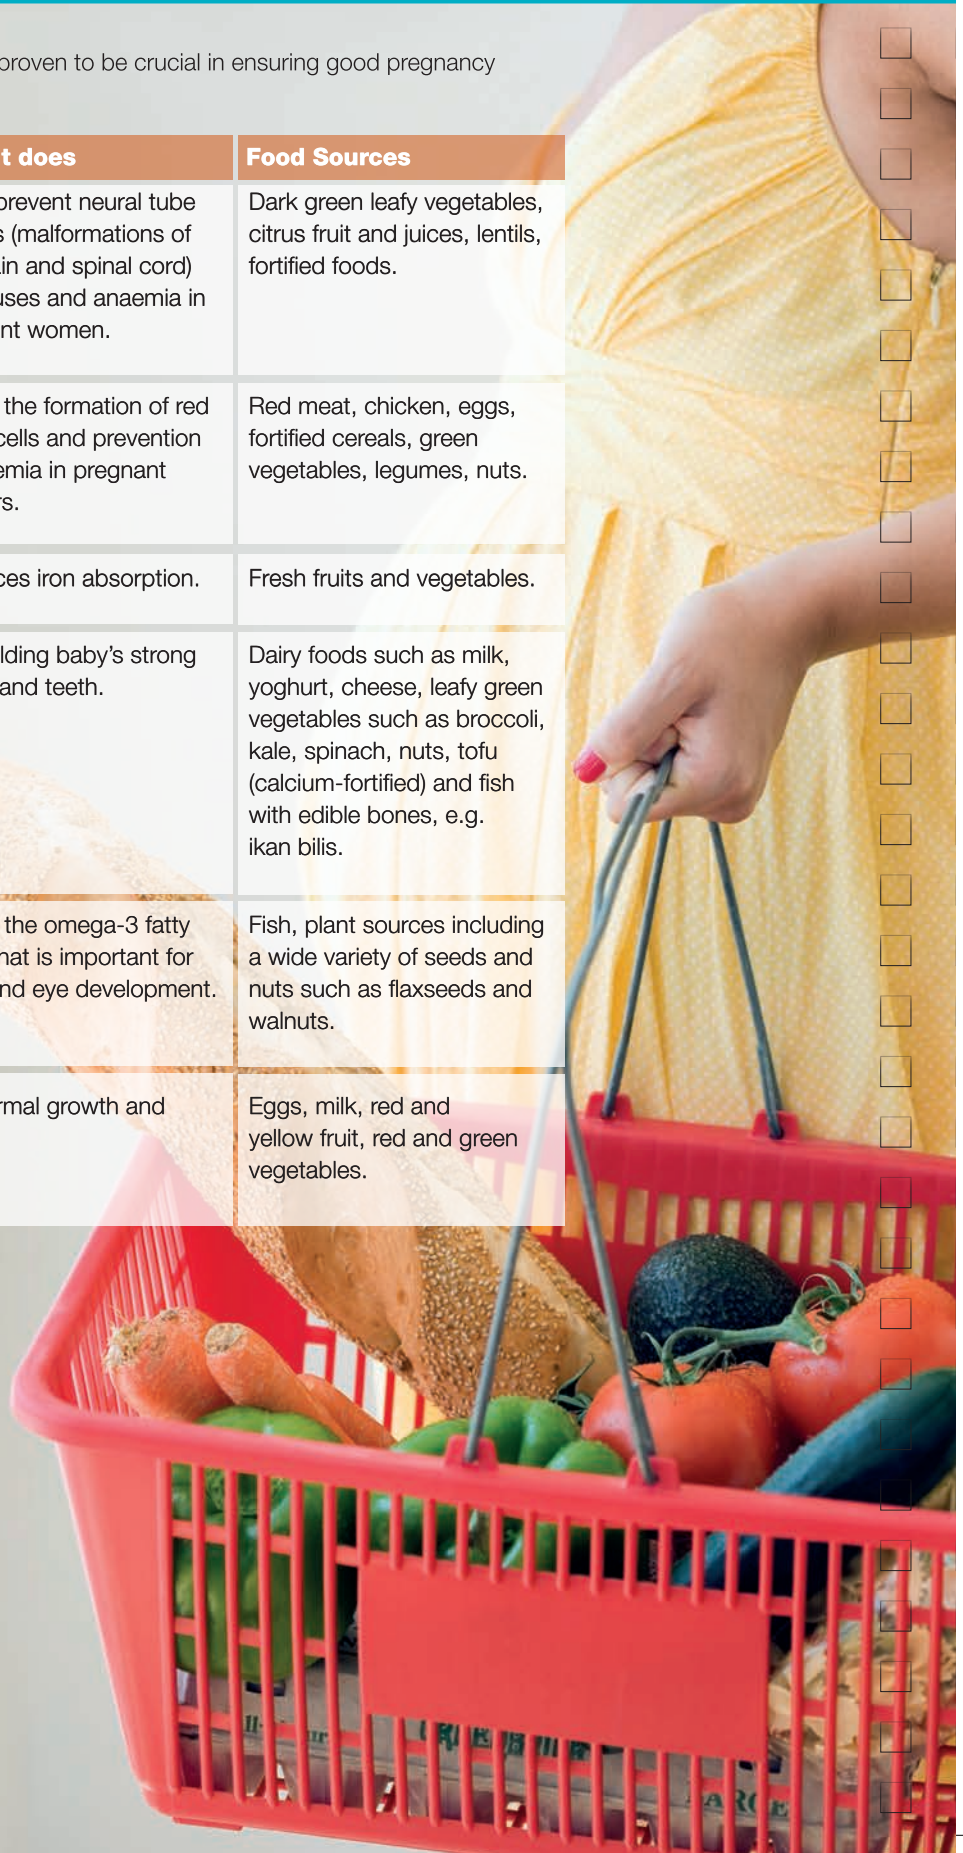 proven to be crucial in ensuring good pregnancy
t does
Food Sources
prevent neural tube
s (malformations of
in and spinal cord)
uses and anaemia in
nt women.
Dark green leafy vegetables,
citrus fruit and juices, lentils,
fortified foods.
the formation of red
cells and prevention
emia in pregnant
rs.
Red meat, chicken, eggs,
fortified cereals, green
vegetables, legumes, nuts.
ces iron absorption.
Fresh fruits and vegetables.
lding baby's strong
and teeth.
Dairy foods such as milk,
yoghurt, cheese, leafy green
vegetables such as broccoli,
kale, spinach, nuts, tofu
(calcium-fortified) and fish
with edible bones, e.g.
ikan bilis.
the omega-3 fatty
hat is important for
nd eye development.
Fish, plant sources including
a wide variety of seeds and
nuts such as flaxseeds and
walnuts.
rmal growth and
Eggs, milk, red and
yellow fruit, red and green
vegetables.
LARGE